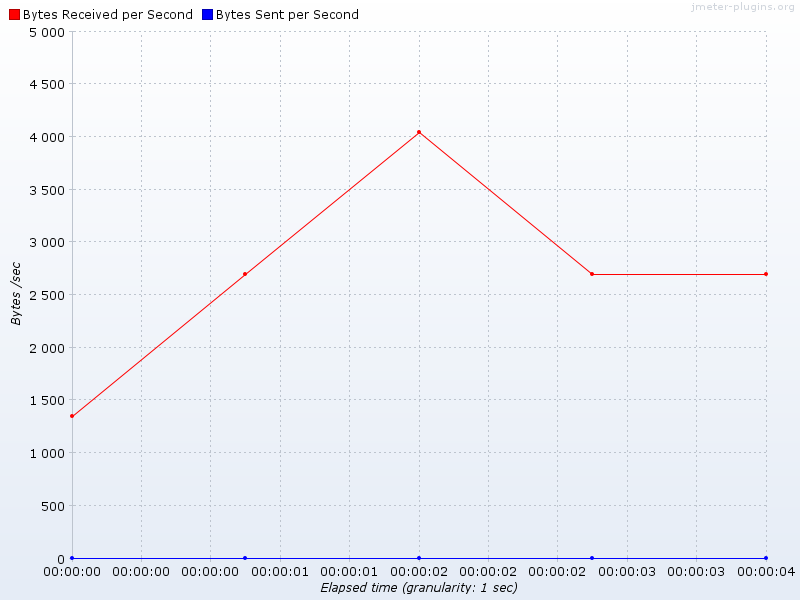 Bytes Received per Second Bytes Sent per Second
jmeter-plugins.org
5 000
4 500
4 000
3 500
3 000
2 500
2 000
1 500
1 000
500
0
Bytes /sec
00:00:00 00:00:00 00:00:00 00:00:01 00:00:01 00:00:02 00:00:02 00:00:02 00:00:03 00:00:03 00:00:04
Elapsed time (granularity: 1 sec)